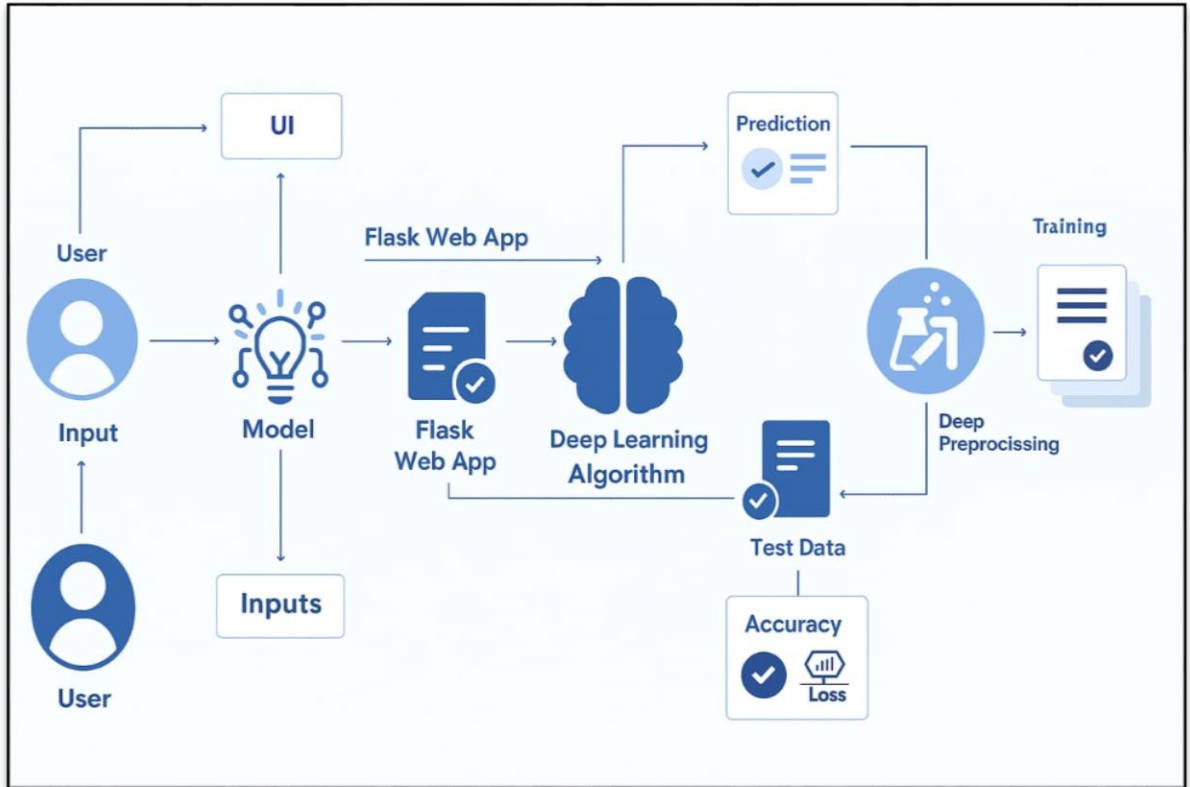 UI
Prediction
Training
User
Flask Web App
Input
Model
Flask
Web App
Deep Learning
Algorithm
Deep
Preprocissing
Test Data
Inputs
Accuracy
Loss
User